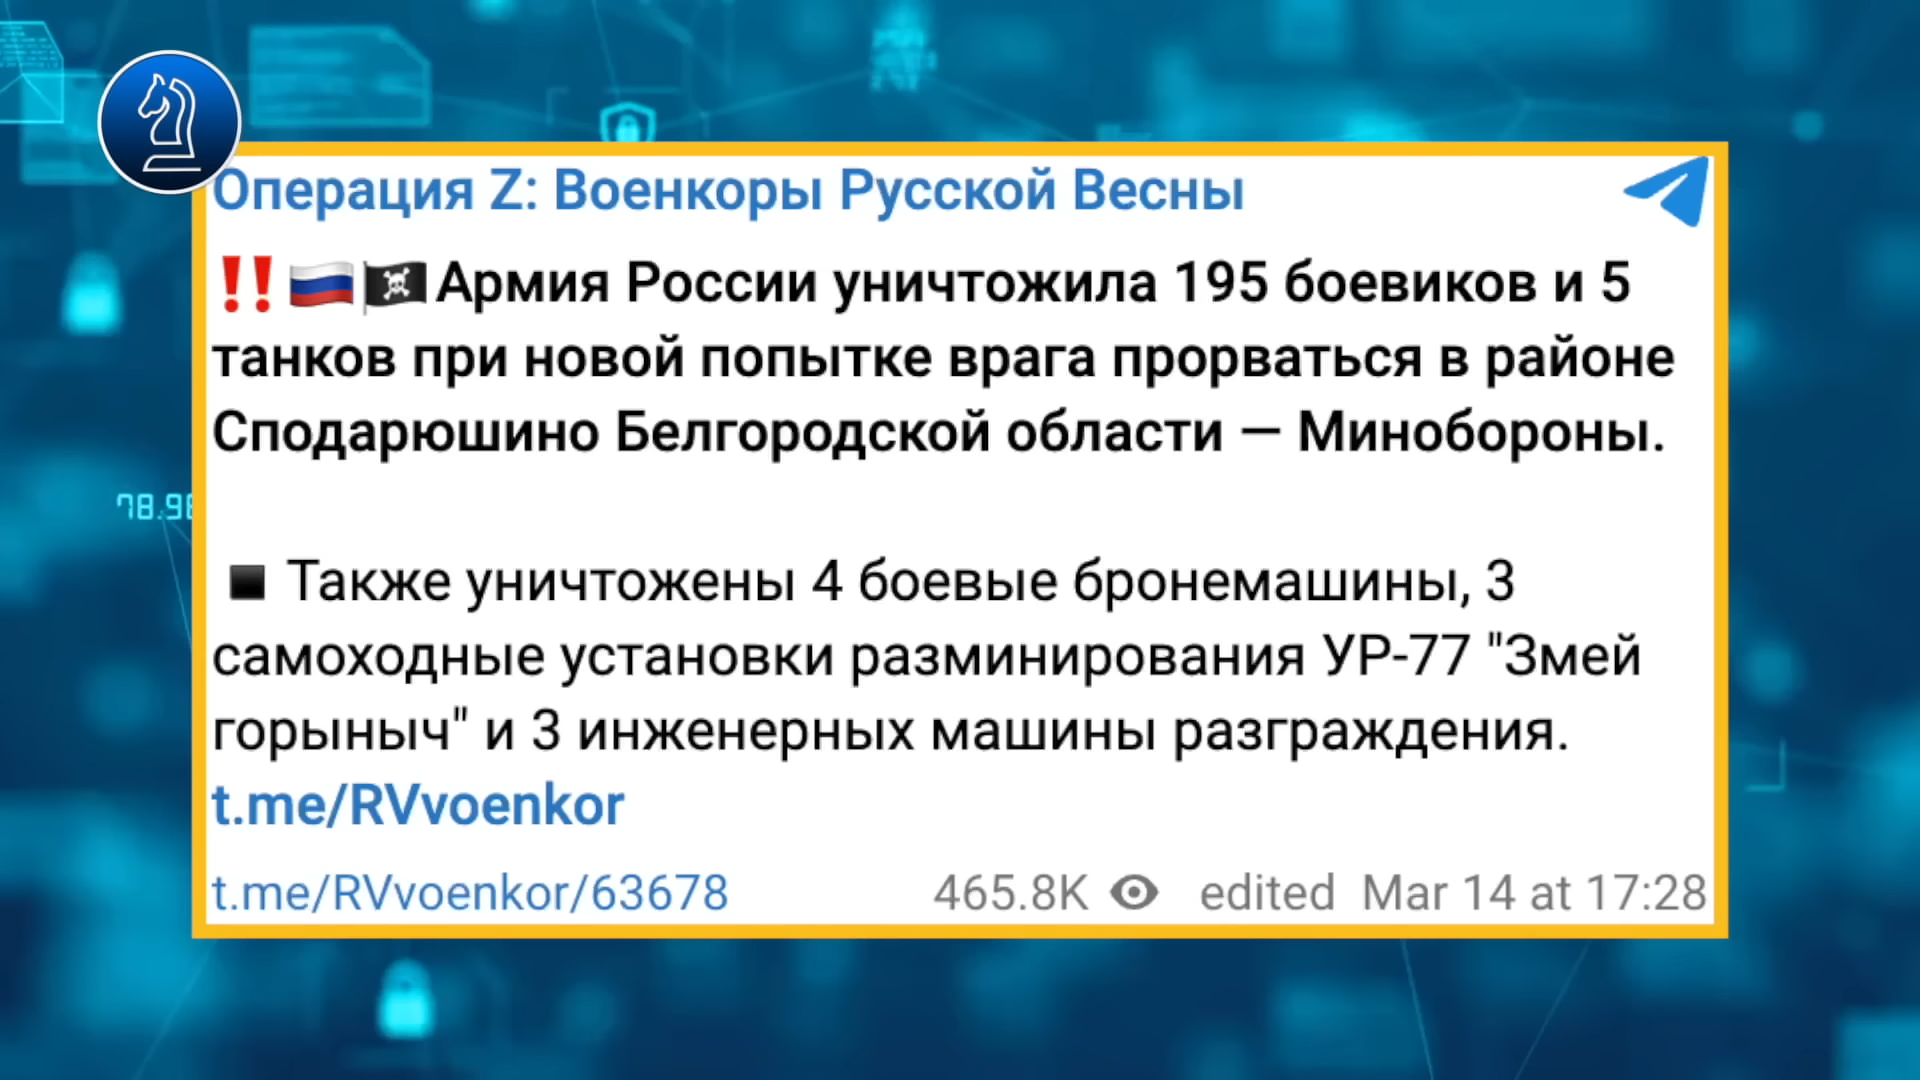 Операция Z: Военкоры Русской Весны
‼️🇷🇺🏴‍☠️Армия России уничтожила 195 боевиков и 5
танков при новой попытке врага прорваться в районе
Сподарюшино Белгородской области — Минобороны.
▪️Также уничтожены 4 боевые бронемашины, 3
самоходные установки разминирования УР-77 "Змей
горыныч" и 3 инженерных машины разграждения.
t.me/RVvoenkor
t.me/RVvoenkor/63678 465.8K edited Mar 14 at 17:28